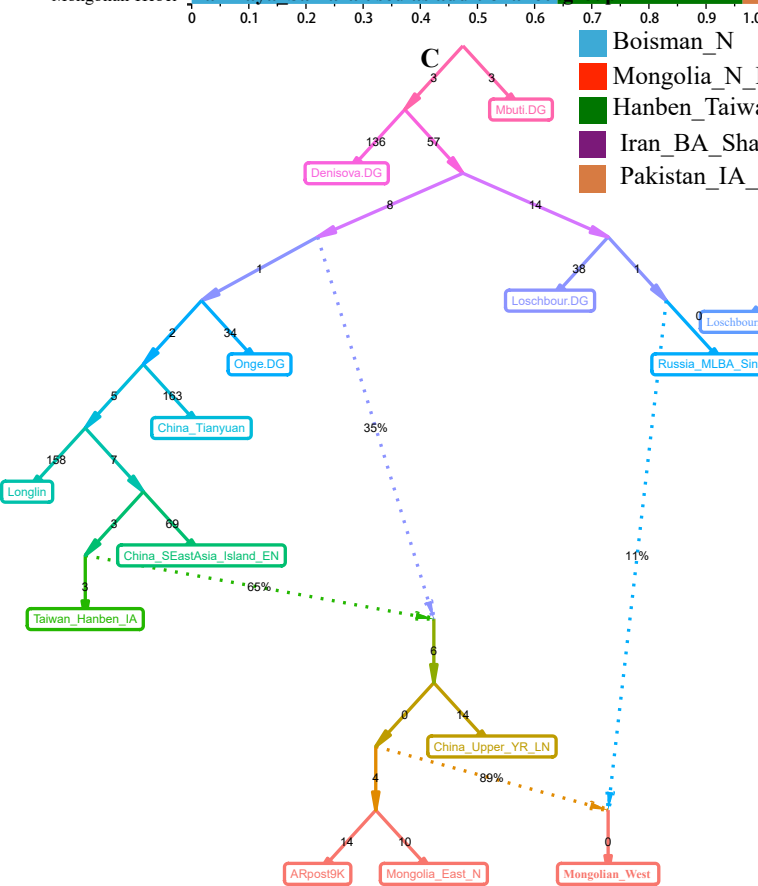 0 0.1 0.2 0.3 0.4 0.5 0.6 0.7 0.8 0.9 1.0
C
Boisman_N
3 3
Mongolia_N_
Mbuti.DG
Hanben_Taiwa
136 57
Iran_BA_Sha
Denisova.DG
Pakistan_IA_
8 14
1 38 1
Loschbour.DG
0
Loschbour
2 34
Onge.DG
Russia_MLBA_Sin
5 163
China_Tianyuan
35%
158 7
Longlin
3 69
China_SEastAsia_Island_EN
11%
3 65%
Taiwan_Hanben_IA
6
0 14
China_Upper_YR_LN
4 89%
14 10 0
ARpost9K
Mongolia_East_N
Mongolian_West